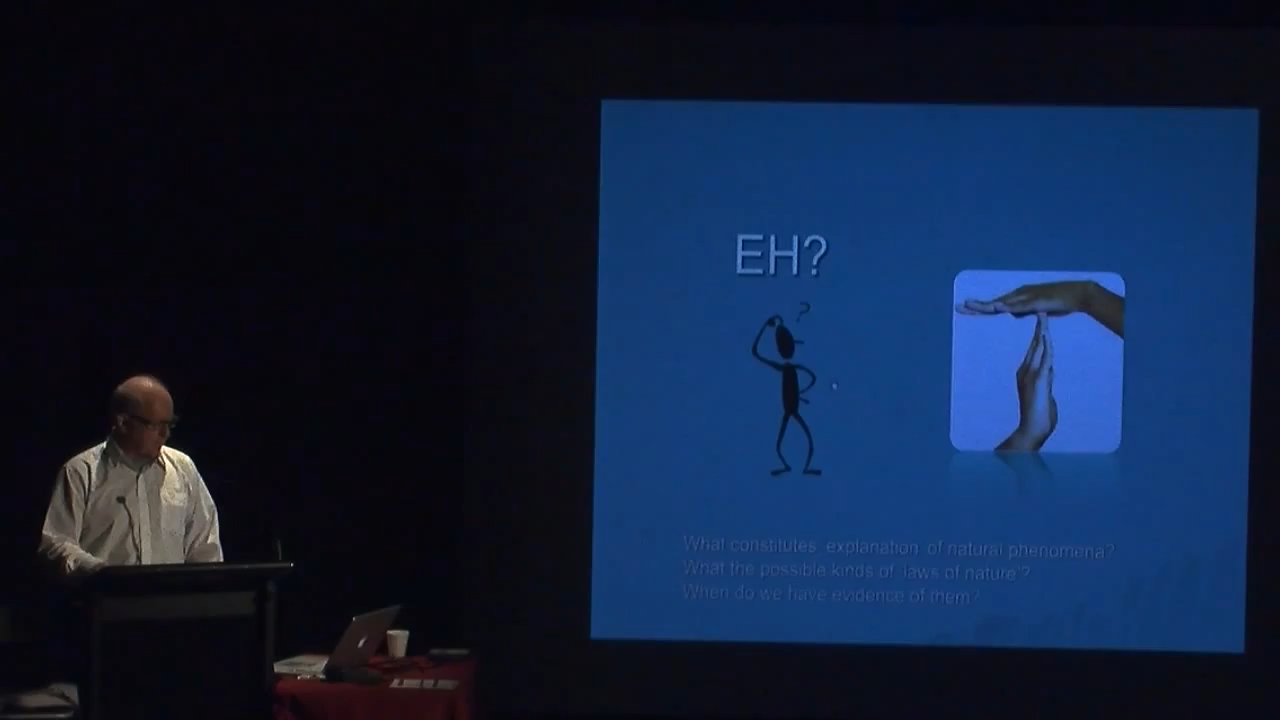 EH?
?
What constitutes explanation of natural phenomena?
What the possible kinds of 'laws of nature'?
When do we have evidence of them?